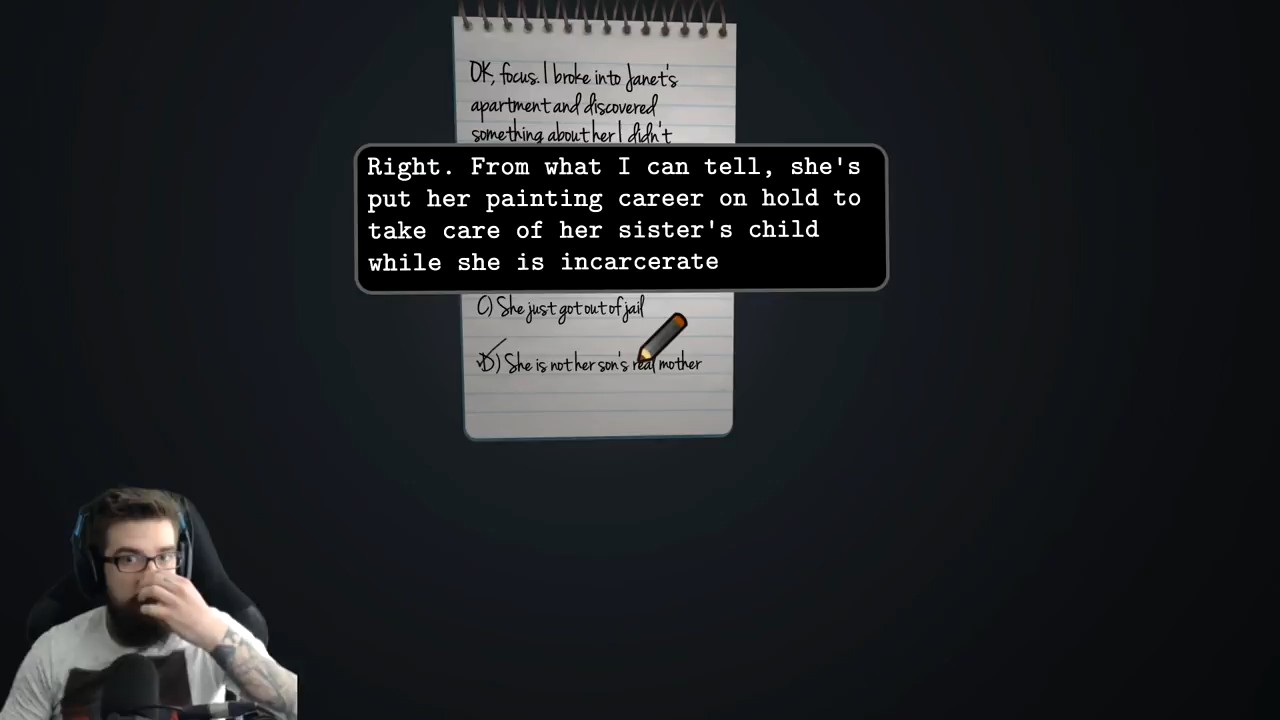 OK, focus. I broke into Janet's
apartment and discovered
something about her I didn't
Right. From what I can tell, she's
put her painting career on hold to
take care of her sister's child
while she is incarcerate
C) She just got out of jail
D) She is not her son's real mother